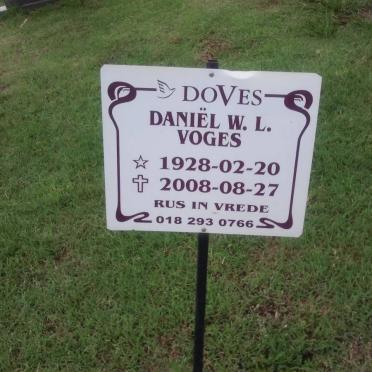 DOVES
DANIËL W. L.
VOGES
1928-02-20
2008-08-27
RUS IN VREDE
018 293 0766